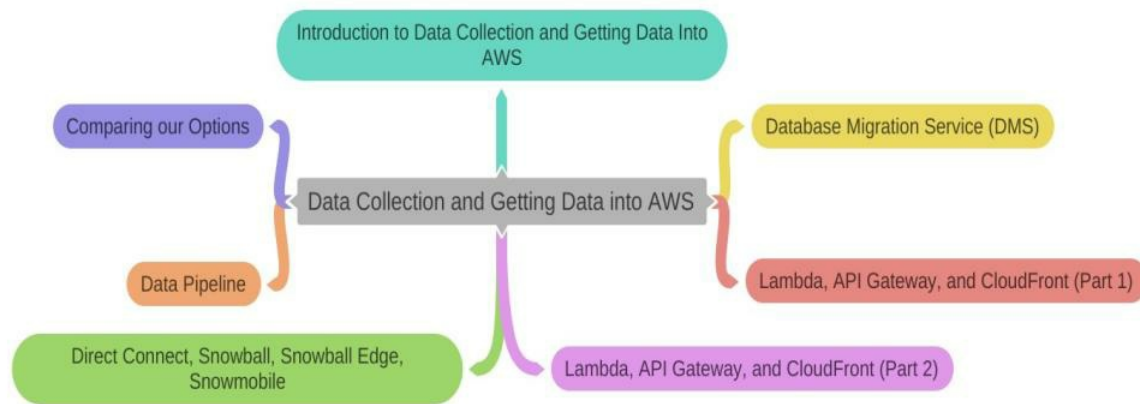 Introduction to Data Collection and Getting Data Into
AWS
Comparing our Options
Database Migration Service (DMS)
Data Collection and Getting Data into AWS
Data Pipeline
Lambda, API Gateway, and CloudFront (Part 1)
Direct Connect, Snowball, Snowball Edge,
Snowmobile
Lambda, API Gateway, and CloudFront (Part 2)